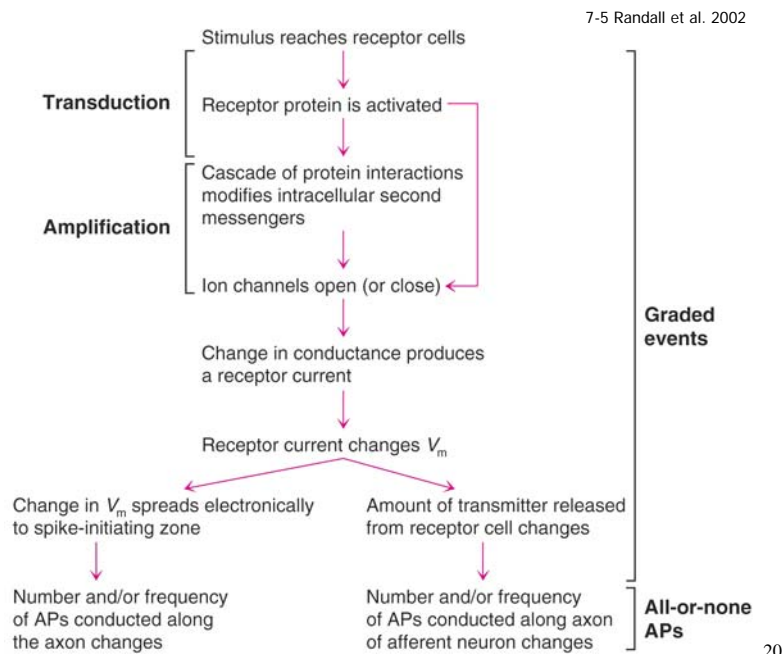 7-5 Randall et al. 2002
Stimulus reaches receptor cells
Transduction
Receptor protein is activated
Cascade of protein interactions
modifies intracellular second
messengers
Amplification
Ion channels open (or close)
Graded
events
Change in conductance produces
a receptor current
Receptor current changes Vm
Change in Vm spreads electronically
to spike-initiating zone
Amount of transmitter released
from receptor cell changes
Number and/or frequency
of APs conducted along
the axon changes
Number and/or frequency
of APs conducted along axon
of afferent neuron changes
All-or-none
APs
20